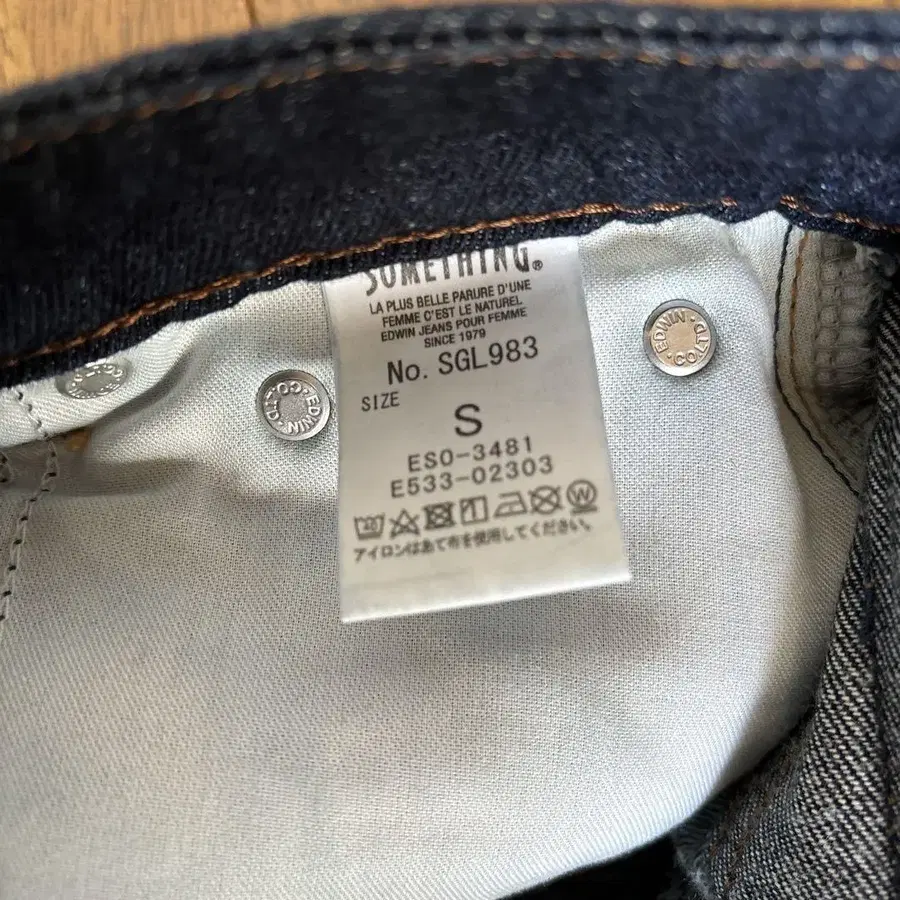 SOMETHING®
LA PLUS BELLE PARURE D'UNE
FEMME C'EST LE NATUREL
EDWIN JEANS POUR FEMME
SINCE 1979
No. SGL983
SIZE
S
ES0-3481
E533-02303
W
アイロンはあて布を使用してください。
EDWIN・CO.LTD・
EDWIN・CO.LTD